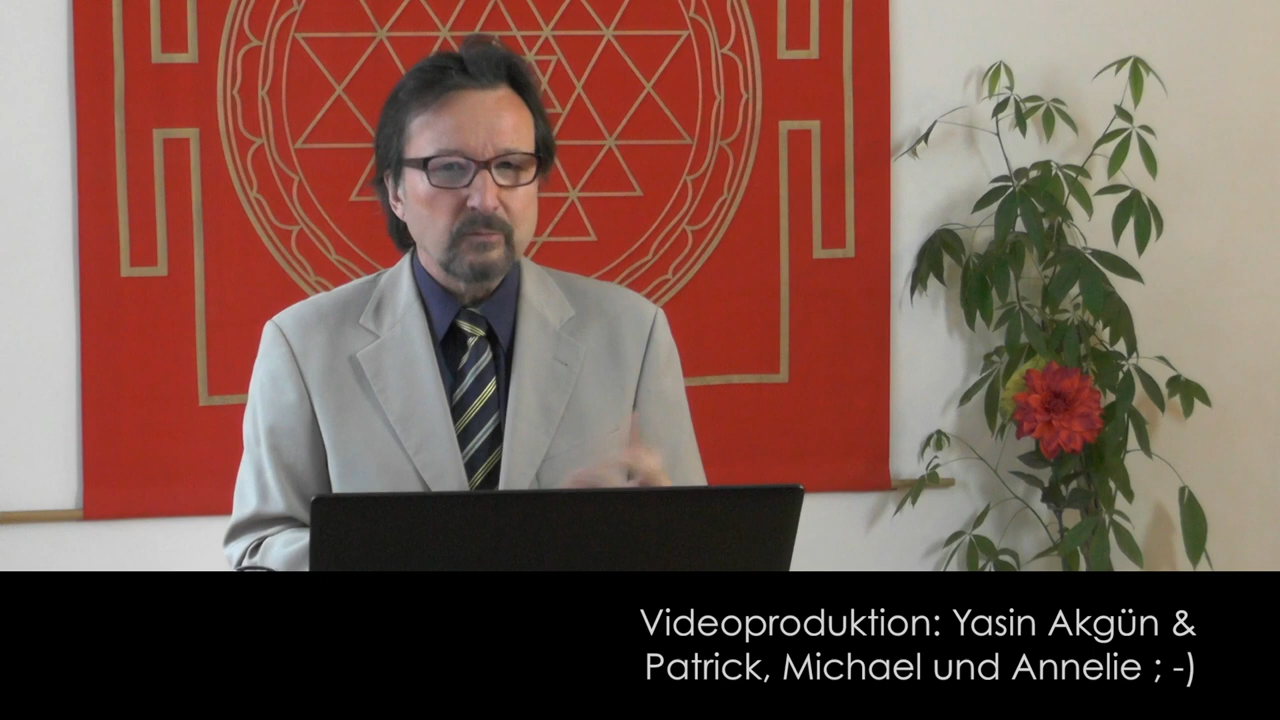 Videoproduktion: Yasin Akgün &
Patrick, Michael und Annelie ; -)